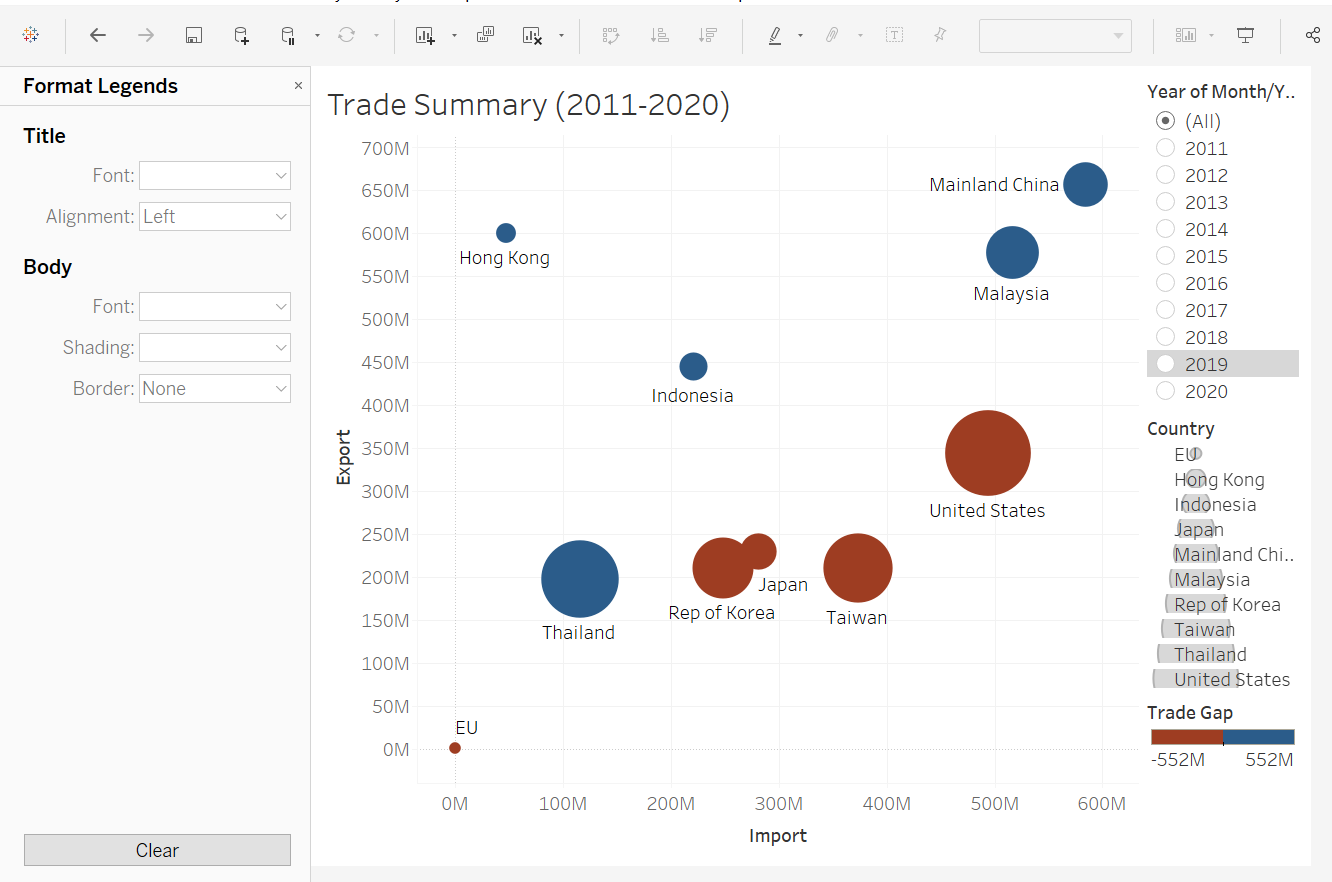 Format Legends
Title
Font:
Alignment: Left
Body
Font:
Shading:
Border: None
Clear
Trade Summary (2011-2020)
Export
700M
650M
600M
550M
500M
450M
400M
350M
300M
250M
200M
150M
100M
50M
0M
Mainland China
Hong Kong
Malaysia
Indonesia
United States
Japan
Rep of Korea
Taiwan
Thailand
EU
0M 100M 200M 300M 400M 500M 600M
Import
Year of Month/Y..
(All)
2011
2012
2013
2014
2015
2016
2017
2018
2019
2020
Country
EU
Hong Kong
Indonesia
Japan
Mainland Chi..
Malaysia
Rep of Korea
Taiwan
Thailand
United States
Trade Gap
-552M 552M